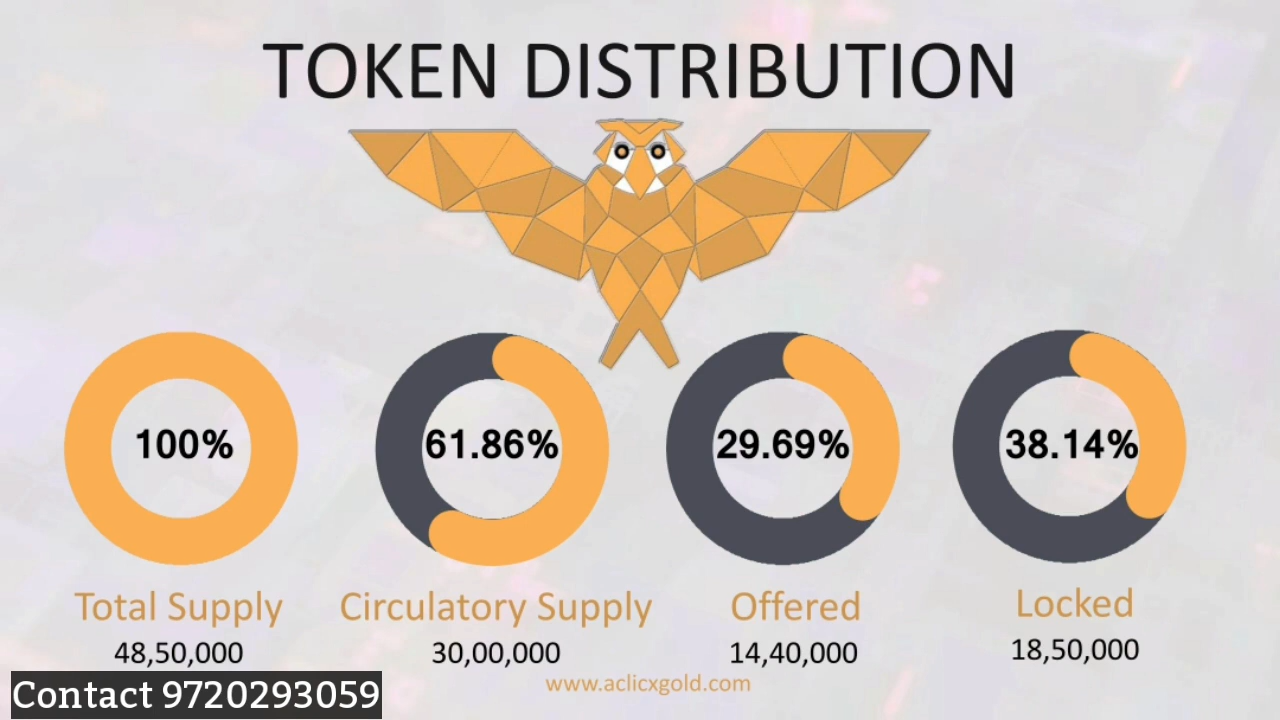 TOKEN DISTRIBUTION
100%
61.86%
29.69%
38.14%
Total Supply
Circulatory Supply
Offered
Locked
48,50,000
30,00,000
14,40,000
18,50,000
www.aclicxgold.com
Contact 9720293059